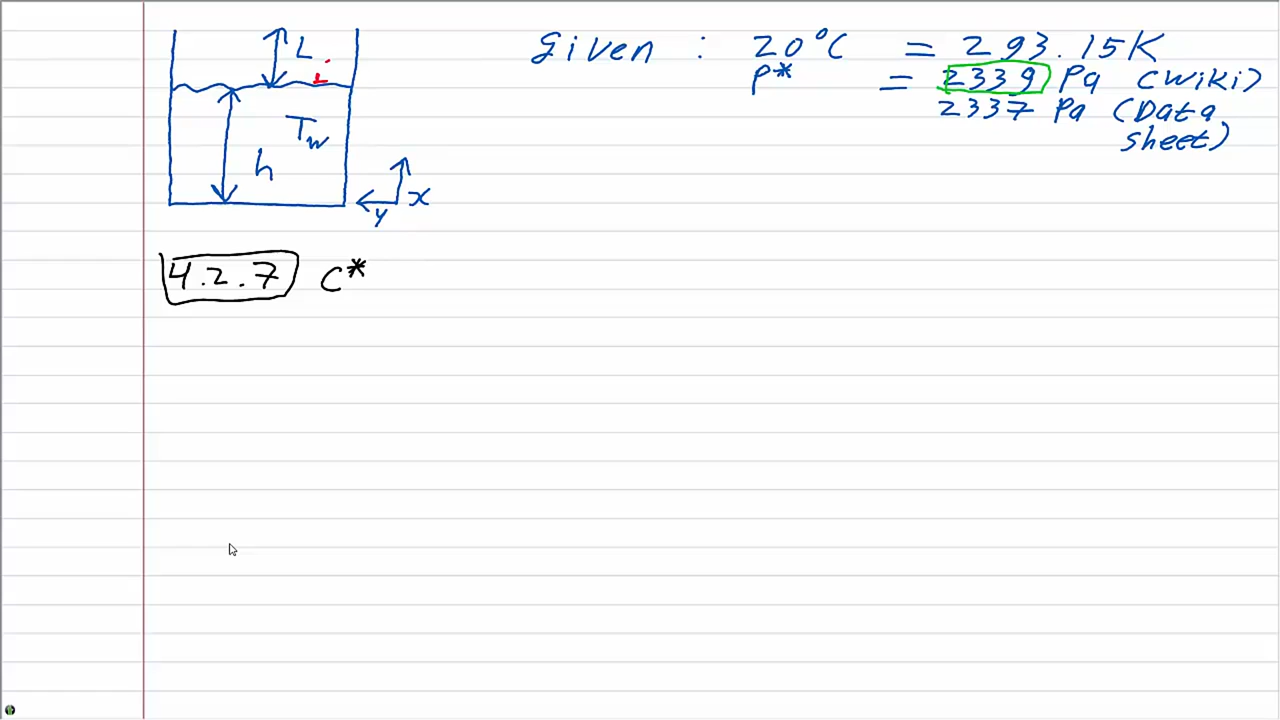 L
i
Tw
h
x
y
Given : 20°C = 293.15K
P* = 2339 Pa (Wiki)
2337 Pa (Data
sheet)
4.2.7 C*